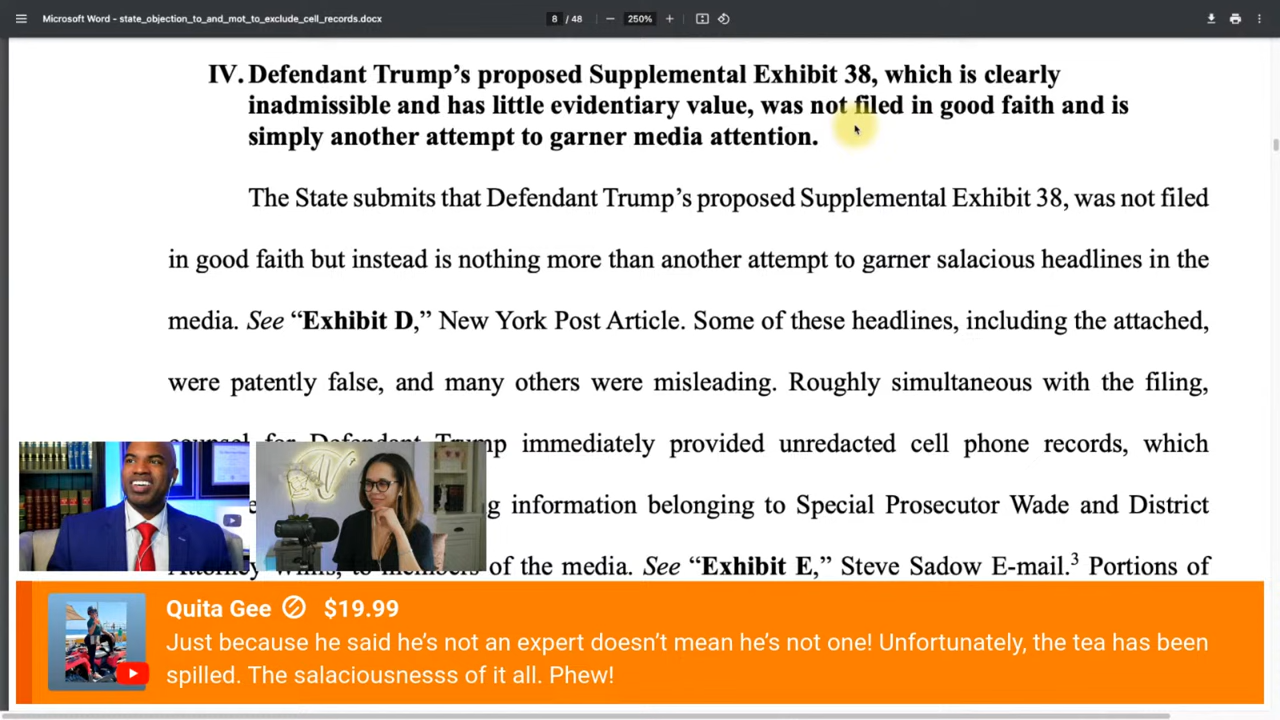 Microsoft Word - state_objection_to_and_mot_to_exclude_cell_records.docx
8 / 48
250%
IV. Defendant Trump's proposed Supplemental Exhibit 38, which is clearly
inadmissible and has little evidentiary value, was not filed in good faith and is
simply another attempt to garner media attention.
The State submits that Defendant Trump's proposed Supplemental Exhibit 38, was not filed
in good faith but instead is nothing more than another attempt to garner salacious headlines in the
media. See "Exhibit D," New York Post Article. Some of these headlines, including the attached,
were patently false, and many others were misleading. Roughly simultaneous with the filing,
counsel for Defendant Trump immediately provided unredacted cell phone records, which
information belonging to Special Prosecutor Wade and District
of the media. See "Exhibit E," Steve Sadow E-mail.3 Portions of
Quita Gee $19.99
Just because he said he's not an expert doesn't mean he's not one! Unfortunately, the tea has been
spilled. The salaciousnesss of it all. Phew!